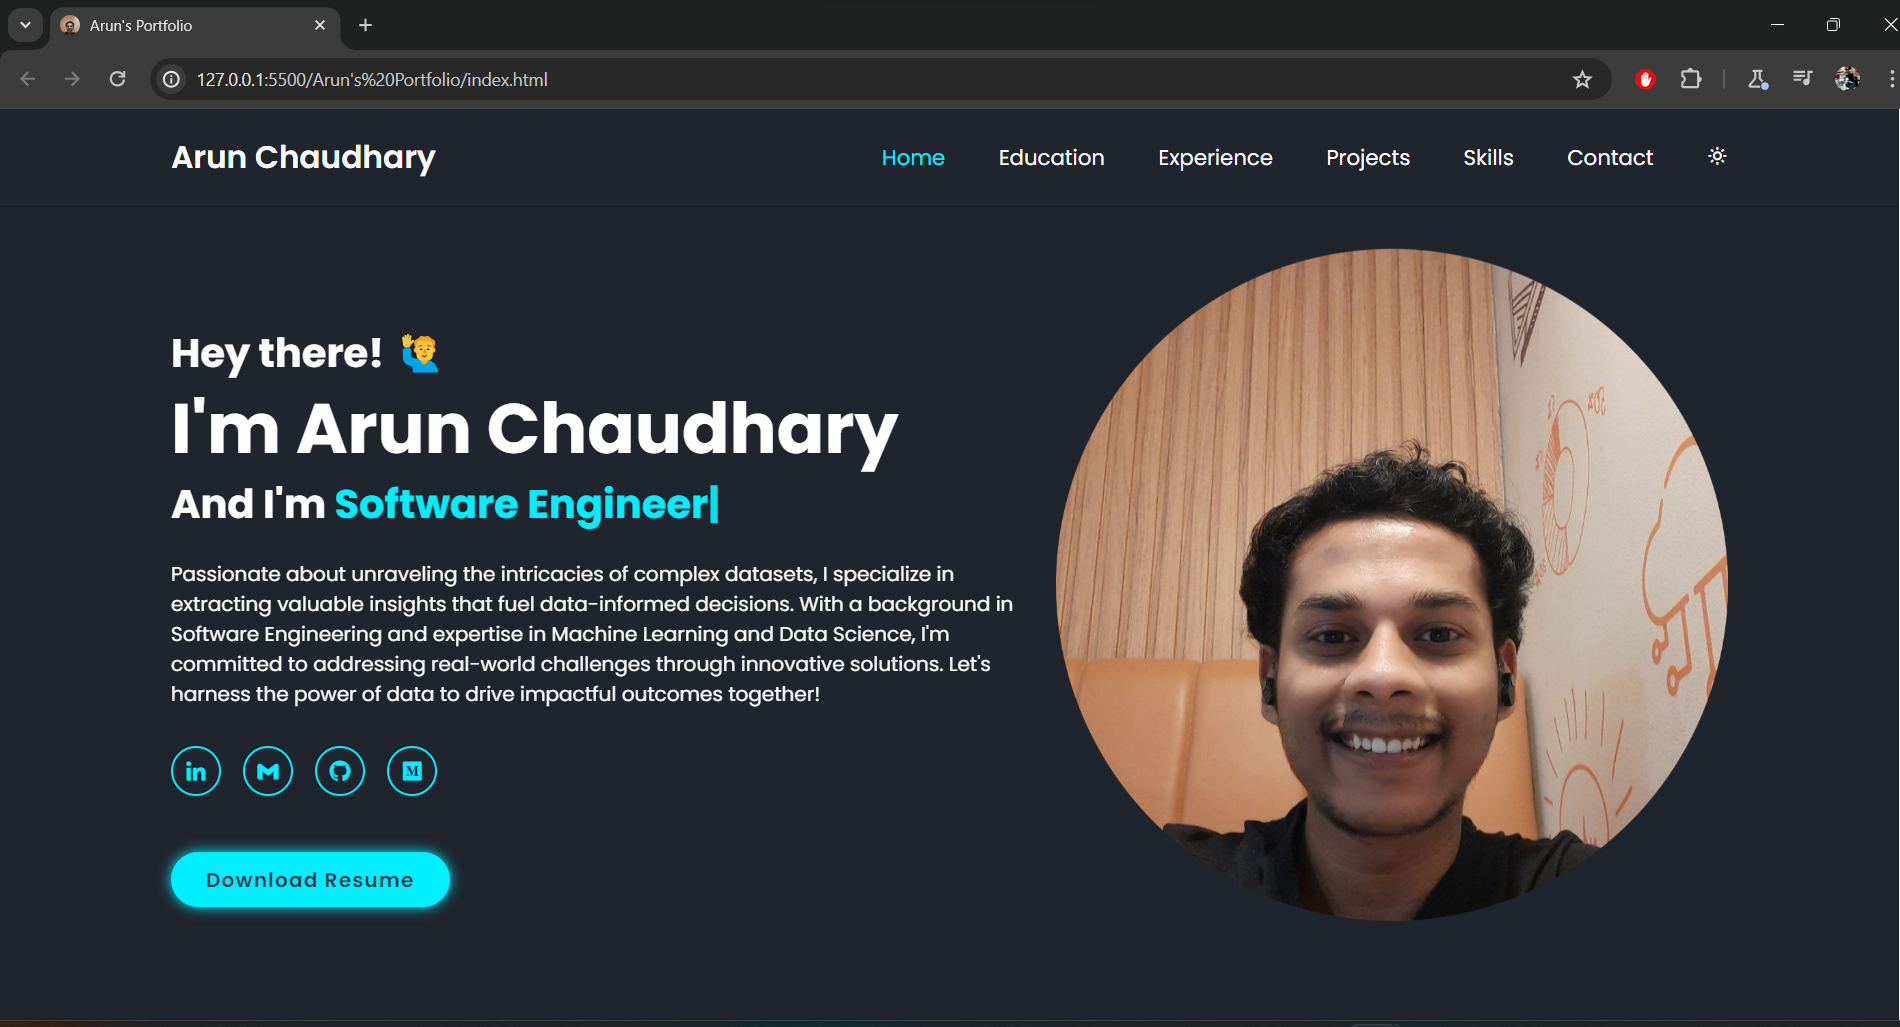 Arun's Portfolio
127.0.0.1:5500/Arun's%20Portfolio/index.html
Arun Chaudhary
Home Education Experience Projects Skills Contact
Hey there!
I'm Arun Chaudhary
And I'm Software Engineer|
Passionate about unraveling the intricacies of complex datasets, I specialize in
extracting valuable insights that fuel data-informed decisions. With a background in
Software Engineering and expertise in Machine Learning and Data Science, I'm
committed to addressing real-world challenges through innovative solutions. Let's
harness the power of data to drive impactful outcomes together!
in M
Download Resume